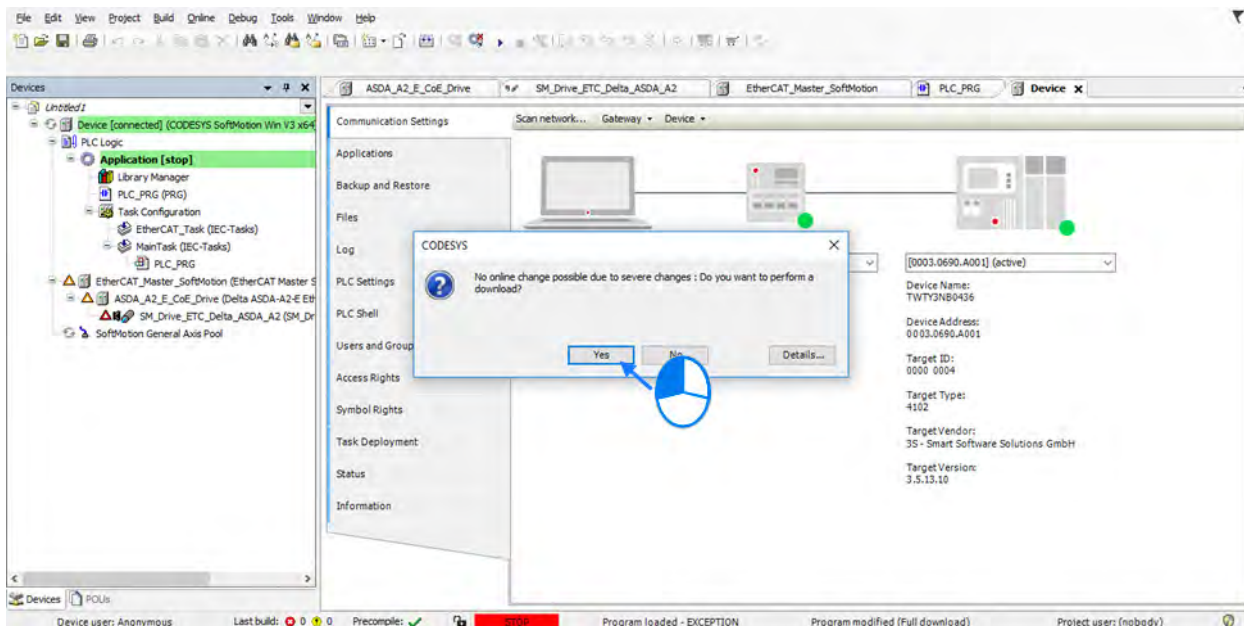 File Edit View Project Build Online Debug Tools Window Help
Devices
ASDA_A2_E_CoE_Drive
SM_Drive_ETC_Delta_ASDA_A2
EtherCAT_Master_SoftMotion
PLC_PRG
Device
Untitled1
Device [connected] (CODESYS SoftMotion Win V3 x64
PLC Logic
Application [stop]
Library Manager
PLC_PRG (PRG)
Task Configuration
EtherCAT_Task (IEC-Tasks)
MainTask (IEC-Tasks)
PLC_PRG
EtherCAT_Master_SoftMotion (EtherCAT Master S
ASDA_A2_E_CoE_Drive (Delta ASDA-A2-E Eth
SM_Drive_ETC_Delta_ASDA_A2 (SM_Dr
SoftMotion General Axis Pool
Communication Settings
Applications
Backup and Restore
Files
Log
PLC Settings
PLC Shell
Users and Group
Access Rights
Symbol Rights
Task Deployment
Status
Information
Scan network... Gateway Device
CODESYS
No online change possible due to severe changes : Do you want to perform a
download?
Yes No Details...
[0003.0690.A001] (active)
Device Name:
TWTY3NB0436
Device Address:
0003.0690.A001
Target ID:
0000 0004
Target Type:
4102
Target Vendor:
3S - Smart Software Solutions GmbH
Target Version:
3.5.13.10
Devices POUs
Device user: Anonymous Last build: 0 0 Precompile: STOP Program loaded - EXCEPTION Program modified (Full download) Project user: (nobody)